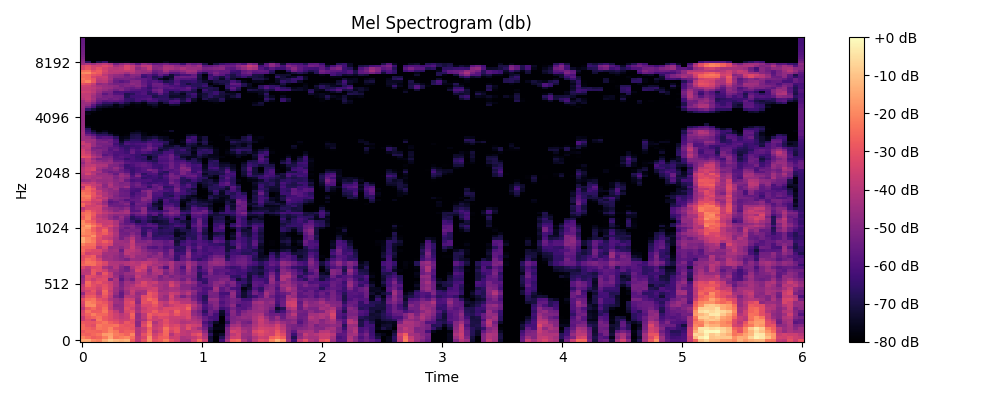 Mel Spectrogram (db)
8192
4096
2048
1024
512
0
Hz
0 1 2 3 4 5 6
Time
+0 dB
-10 dB
-20 dB
-30 dB
-40 dB
-50 dB
-60 dB
-70 dB
-80 dB